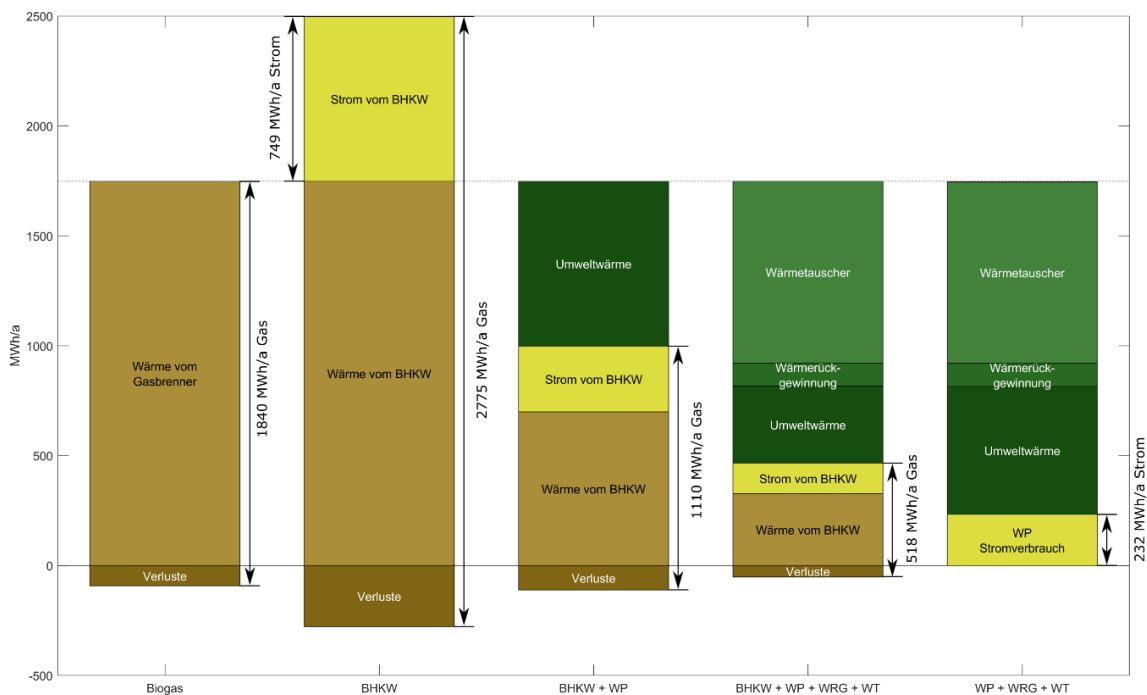 2500
2000
1500
1000
500
0
-500
MWh/a
749 MWh/a Strom
Strom vom BHKW
Wärme vom
Gasbrenner
Verluste
1840 MWh/a Gas
Wärme vom BHKW
Verluste
2775 MWh/a Gas
Umweltwärme
Strom vom BHKW
Wärme vom BHKW
Verluste
1110 MWh/a Gas
Wärmetauscher
Wärmerück-
gewinnung
Umweltwärme
Strom vom BHKW
Wärme vom BHKW
Verluste
518 MWh/a Gas
Wärmetauscher
Wärmerück-
gewinnung
Umweltwärme
WP
Stromverbrauch
232 MWh/a Strom
Biogas
BHKW
BHKW + WP
BHKW + WP + WRG + WT
WP + WRG + WT